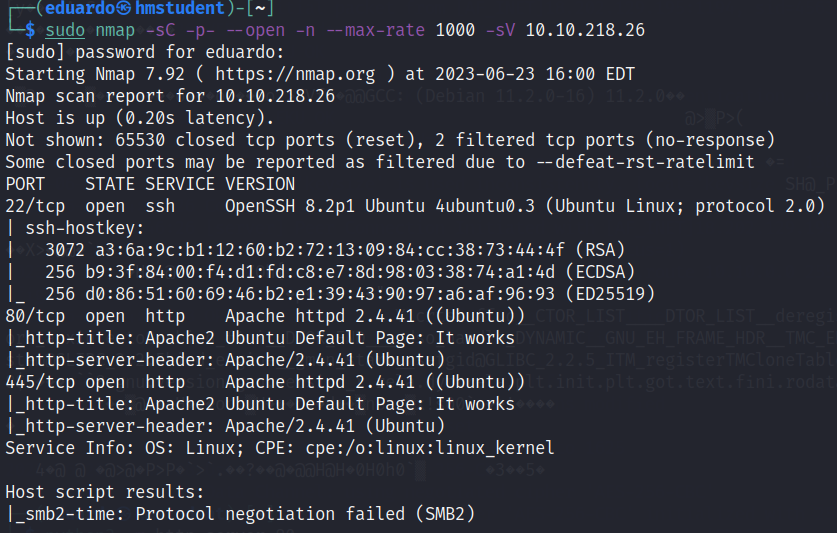 ┌──(eduardo㉿hmstudent)-[~]
└─$ sudo nmap -sC -p- --open -n --max-rate 1000 -sV 10.10.218.26
[sudo] password for eduardo:
Starting Nmap 7.92 ( https://nmap.org ) at 2023-06-23 16:00 EDT
Nmap scan report for 10.10.218.26
Host is up (0.20s latency).
Not shown: 65530 closed tcp ports (reset), 2 filtered tcp ports (no-response)
Some closed ports may be reported as filtered due to --defeat-rst-ratelimit
PORT    STATE SERVICE VERSION
22/tcp  open  ssh     OpenSSH 8.2p1 Ubuntu 4ubuntu0.3 (Ubuntu Linux; protocol 2.0)
| ssh-hostkey:
|   3072 a3:6a:9c:b1:12:60:b2:72:13:09:84:cc:38:73:44:4f (RSA)
|   256 b9:3f:84:00:f4:d1:fd:c8:e7:8d:98:03:38:74:a1:4d (ECDSA)
|_  256 d0:86:51:60:69:46:b2:e1:39:43:90:97:a6:af:96:93 (ED25519)
80/tcp  open  http    Apache httpd 2.4.41 ((Ubuntu))
|_http-title: Apache2 Ubuntu Default Page: It works
|_http-server-header: Apache/2.4.41 (Ubuntu)
445/tcp open  http    Apache httpd 2.4.41 ((Ubuntu))
|_http-title: Apache2 Ubuntu Default Page: It works
|_http-server-header: Apache/2.4.41 (Ubuntu)
Service Info: OS: Linux; CPE: cpe:/o:linux:linux_kernel

Host script results:
|_smb2-time: Protocol negotiation failed (SMB2)